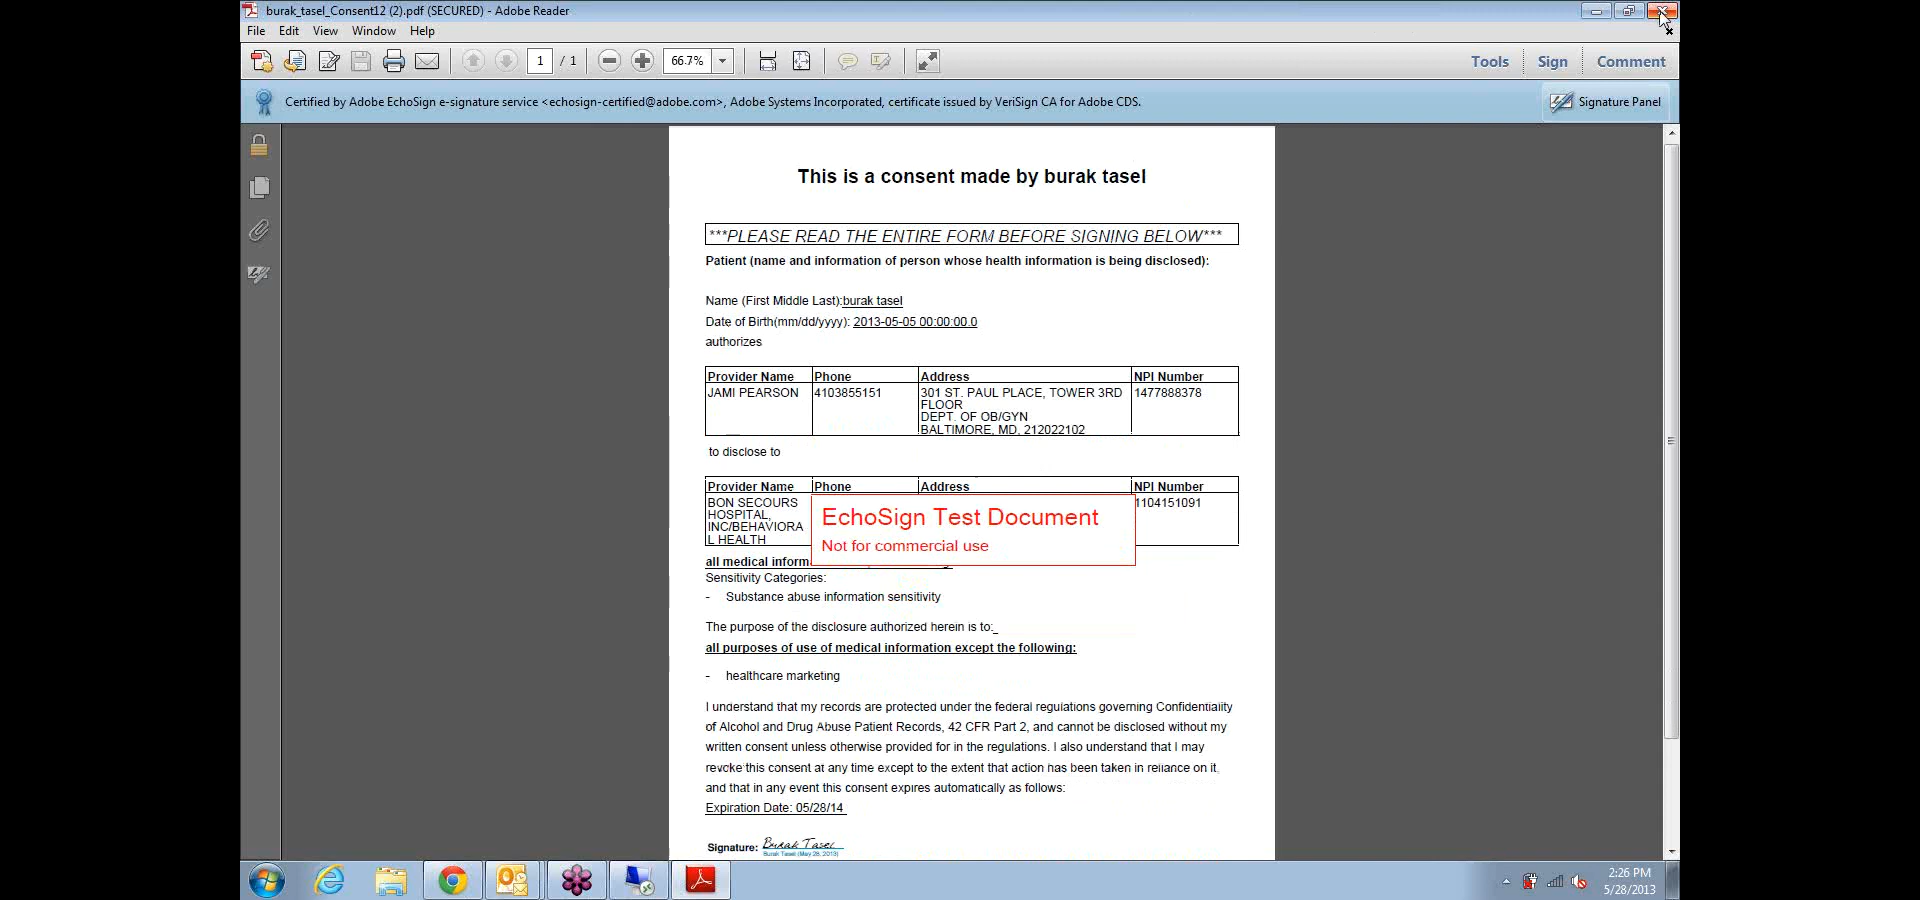 burak_tasel_Consent12 (2).pdf (SECURED) - Adobe Reader
File Edit View Window Help
1 / 1 66.7% Tools Sign Comment
Certified by Adobe EchoSign e-signature service <echosign-certified@adobe.com>, Adobe Systems Incorporated, certificate issued by VeriSign CA for Adobe CDS.
Signature Panel
This is a consent made by burak tasel
***PLEASE READ THE ENTIRE FORM BEFORE SIGNING BELOW***
Patient (name and information of person whose health information is being disclosed):
Name (First Middle Last):burak tasel
Date of Birth(mm/dd/yyyy): 2013-05-05 00:00:00.0
authorizes
Provider Name Phone Address NPI Number
JAMI PEARSON 4103855151 301 ST. PAUL PLACE, TOWER 3RD 1477888378
FLOOR
DEPT. OF OB/GYN
BALTIMORE, MD, 212022102
to disclose to
Provider Name Phone Address NPI Number
BON SECOURS 1104151091
HOSPITAL,
INC/BEHAVIORA
L HEALTH
EchoSign Test Document
Not for commercial use
all medical
Sensitivity Categories:
- Substance abuse information sensitivity
The purpose of the disclosure authorized herein is to:
all purposes of use of medical information except the following:
- healthcare marketing
I understand that my records are protected under the federal regulations governing Confidentiality
of Alcohol and Drug Abuse Patient Records, 42 CFR Part 2, and cannot be disclosed without my
written consent unless otherwise provided for in the regulations. I also understand that I may
revoke this consent at any time except to the extent that action has been taken in reliance on it,
and that in any event this consent expires automatically as follows:
Expiration Date: 05/28/14
Signature: Burak Tasel
Burak Tasel (May 28, 2013)
2:26 PM
5/28/2013